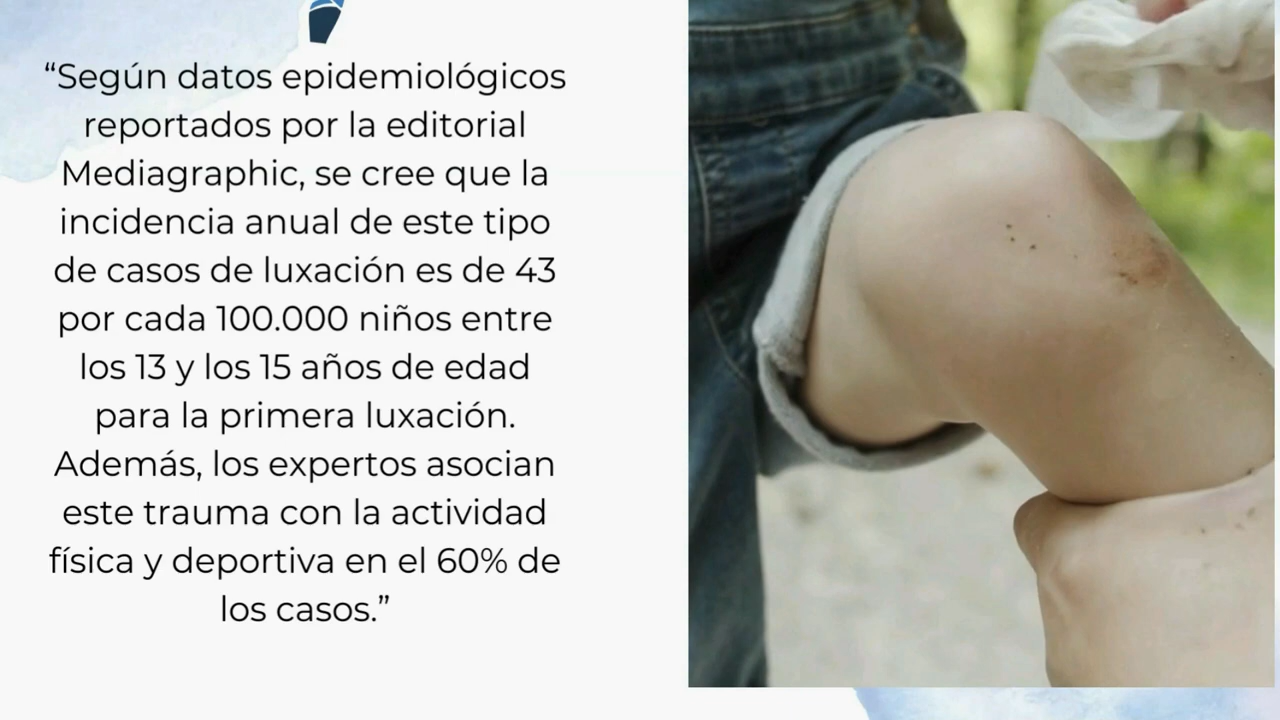 “Según datos epidemiológicos
reportados por la editorial
Mediagraphic, se cree que la
incidencia anual de este tipo
de casos de luxación es de 43
por cada 100.000 niños entre
los 13 y los 15 años de edad
para la primera luxación.
Además, los expertos asocian
este trauma con la actividad
física y deportiva en el 60% de
los casos.”